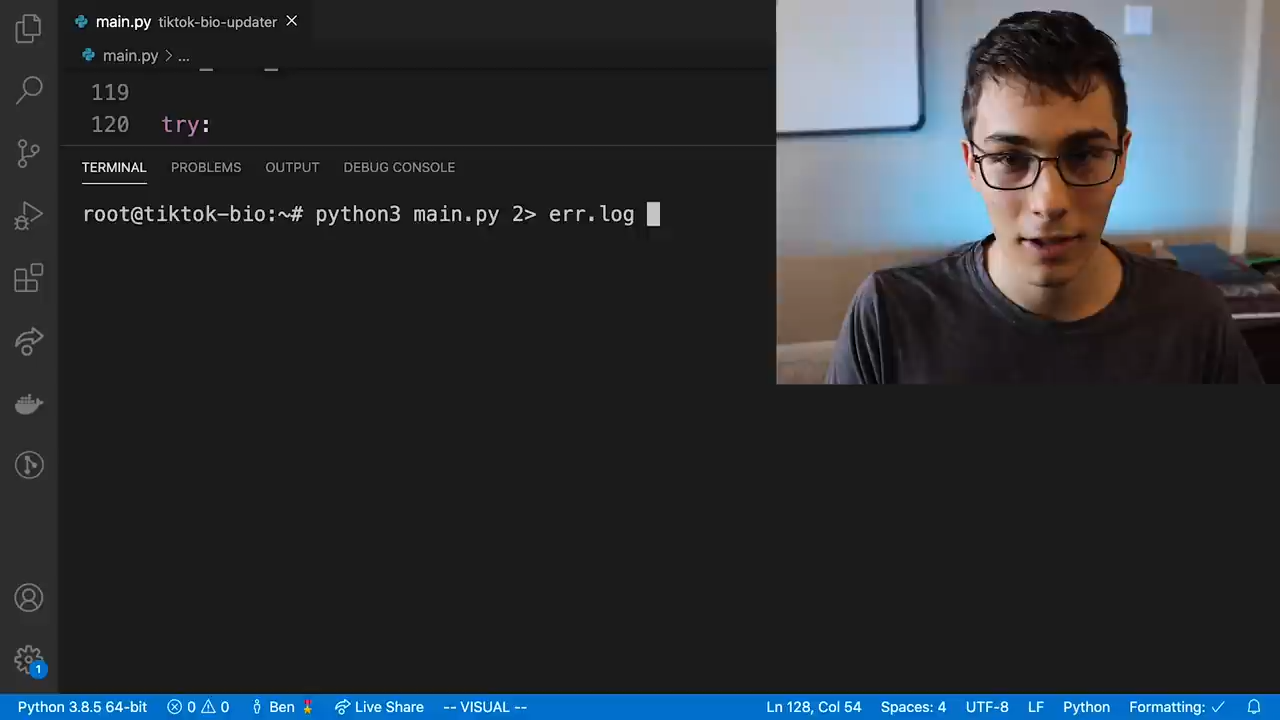 main.py tiktok-bio-updater
main.py > ...
119
120 try:
TERMINAL PROBLEMS OUTPUT DEBUG CONSOLE
root@tiktok-bio:~# python3 main.py 2> err.log
1
Python 3.8.5 64-bit 0 0 Ben Live Share -- VISUAL -- Ln 128, Col 54 Spaces: 4 UTF-8 LF Python Formatting: ✓